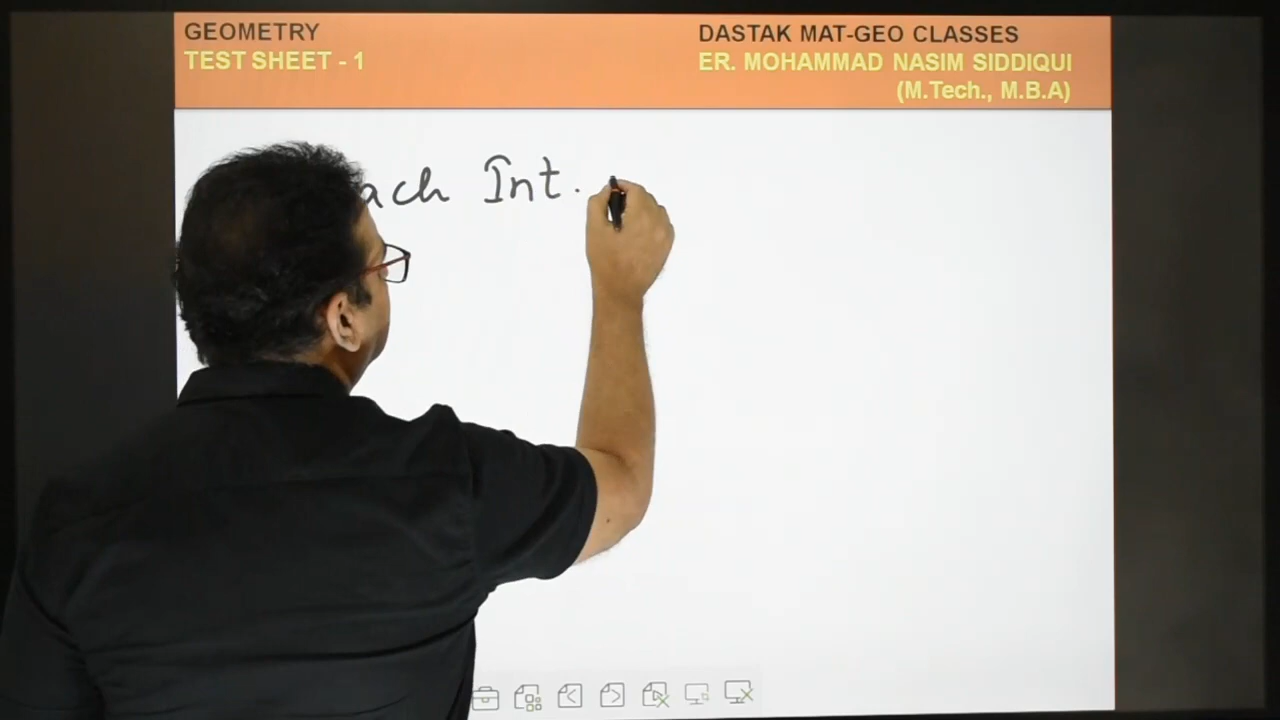 GEOMETRY
TEST SHEET - 1
DASTAK MAT-GEO CLASSES
ER. MOHAMMAD NASIM SIDDIQUI
(M.Tech., M.B.A)
ach Int.